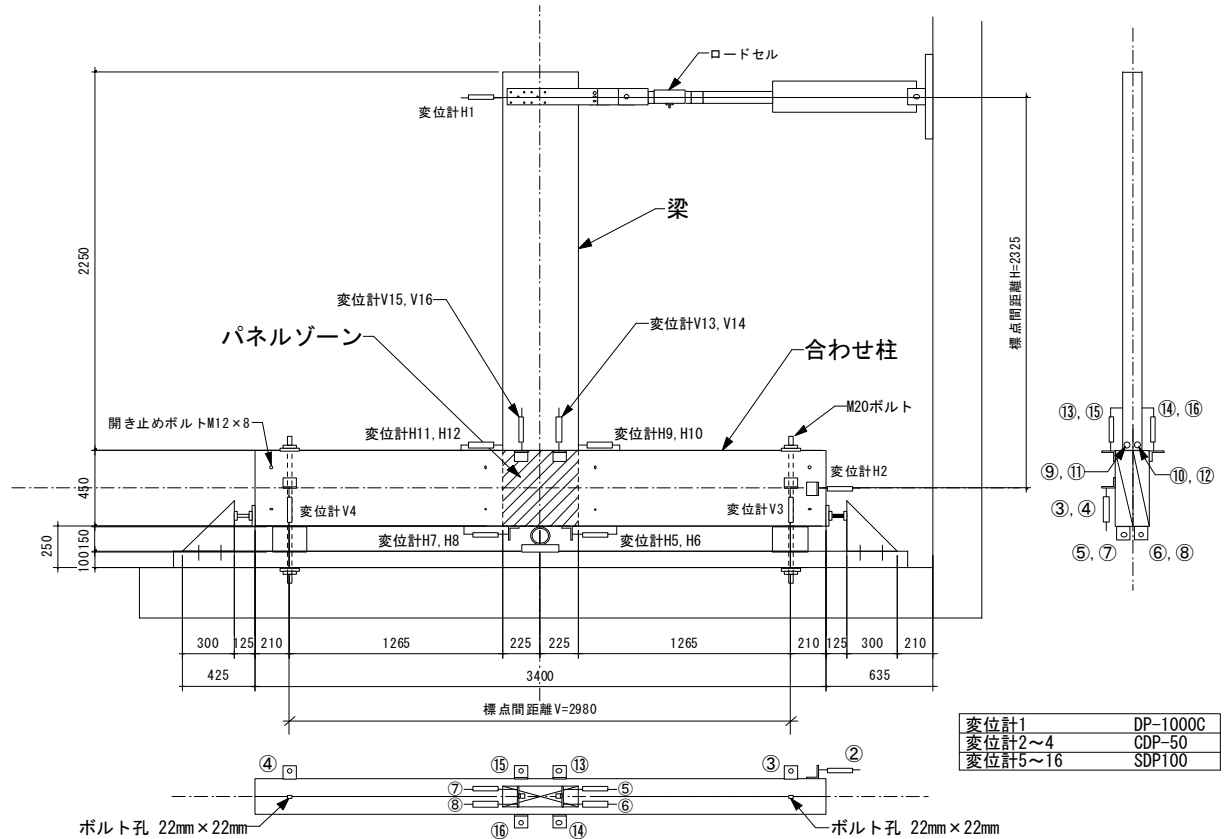 ロードセル
変位計H1
梁
2250
標点間距離H=2325
変位計V15, V16
変位計V13, V14
パネルゾーン
合わせ柱
M20ボルト
開き止めボルトM12×8
変位計H11, H12
変位計H9, H10
変位計H2
450
変位計V4
変位計V3
変位計H7, H8
変位計H5, H6
250
150
100
⑬, ⑮
⑭, ⑯
⑨, ⑪
⑩, ⑫
③, ④
⑤, ⑦
⑥, ⑧
300 125 210 1265 225 225 1265 210 125 300 210
425 3400 635
標点間距離V=2980
変位計1 DP-1000C
変位計2~4 CDP-50
変位計5~16 SDP100
④ ⑮ ⑬ ③ ②
⑦ ⑤
⑧ ⑥
⑯ ⑭
ボルト孔 22mm×22mm
ボルト孔 22mm×22mm